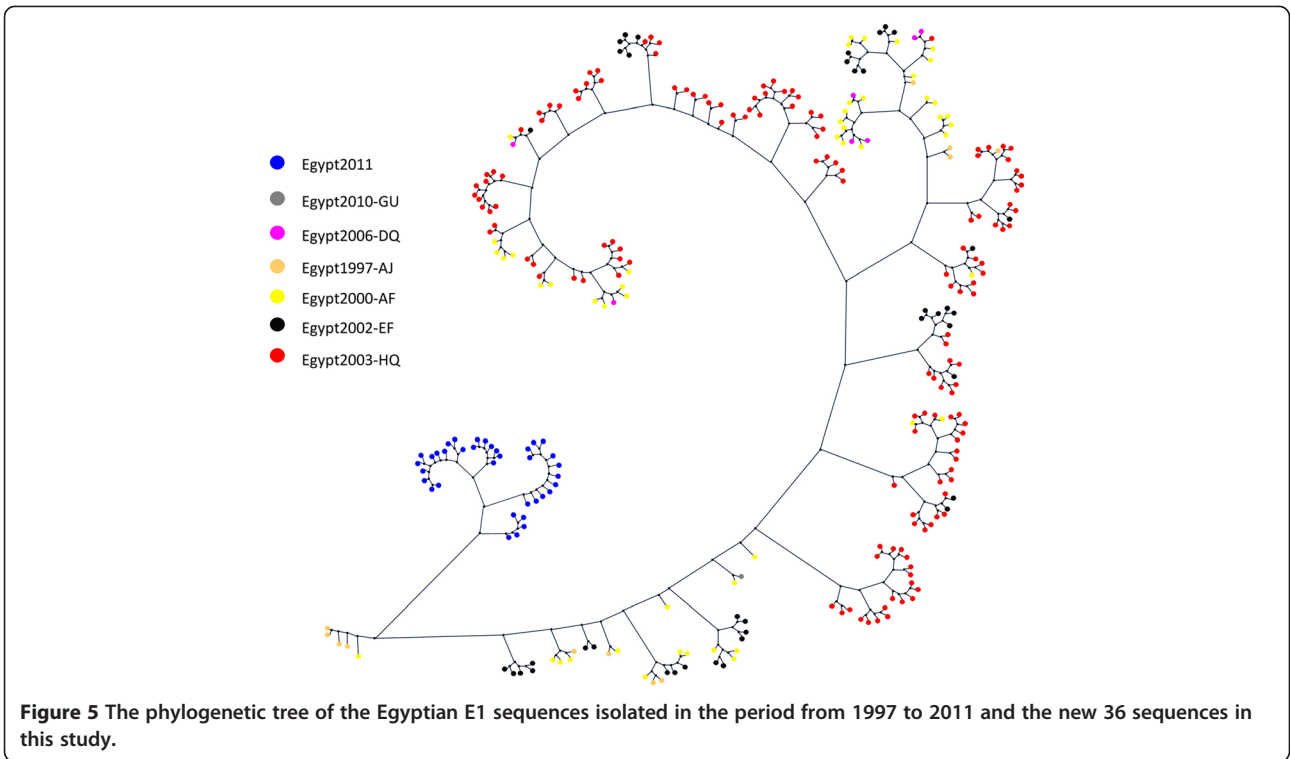 Egypt2011
Egypt2010-GU
Egypt2006-DQ
Egypt1997-AJ
Egypt2000-AF
Egypt2002-EF
Egypt2003-HQ
Figure 5 The phylogenetic tree of the Egyptian E1 sequences isolated in the period from 1997 to 2011 and the new 36 sequences in
this study.